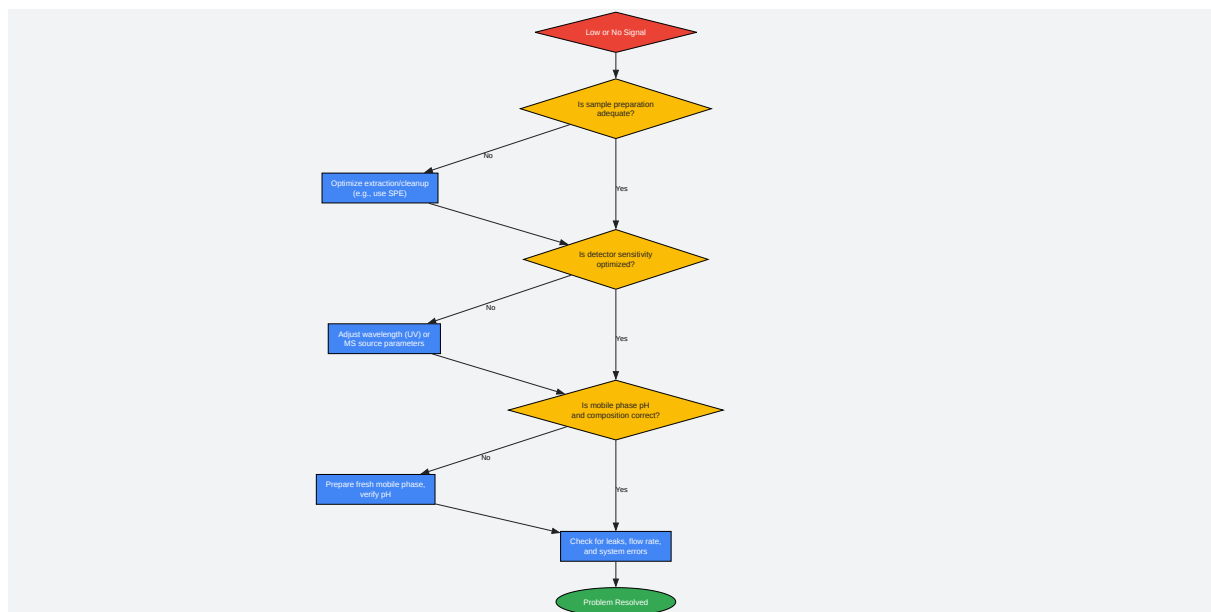 Low or No Signal
Is sample preparation
adequate?
No
Yes
Optimize extraction/cleanup
(e.g., use SPE)
Is detector sensitivity
optimized?
No
Yes
Adjust wavelength (UV) or
MS source parameters
Is mobile phase pH
and composition correct?
No
Yes
Prepare fresh mobile phase,
verify pH
Check for leaks, flow rate,
and system errors
Problem Resolved